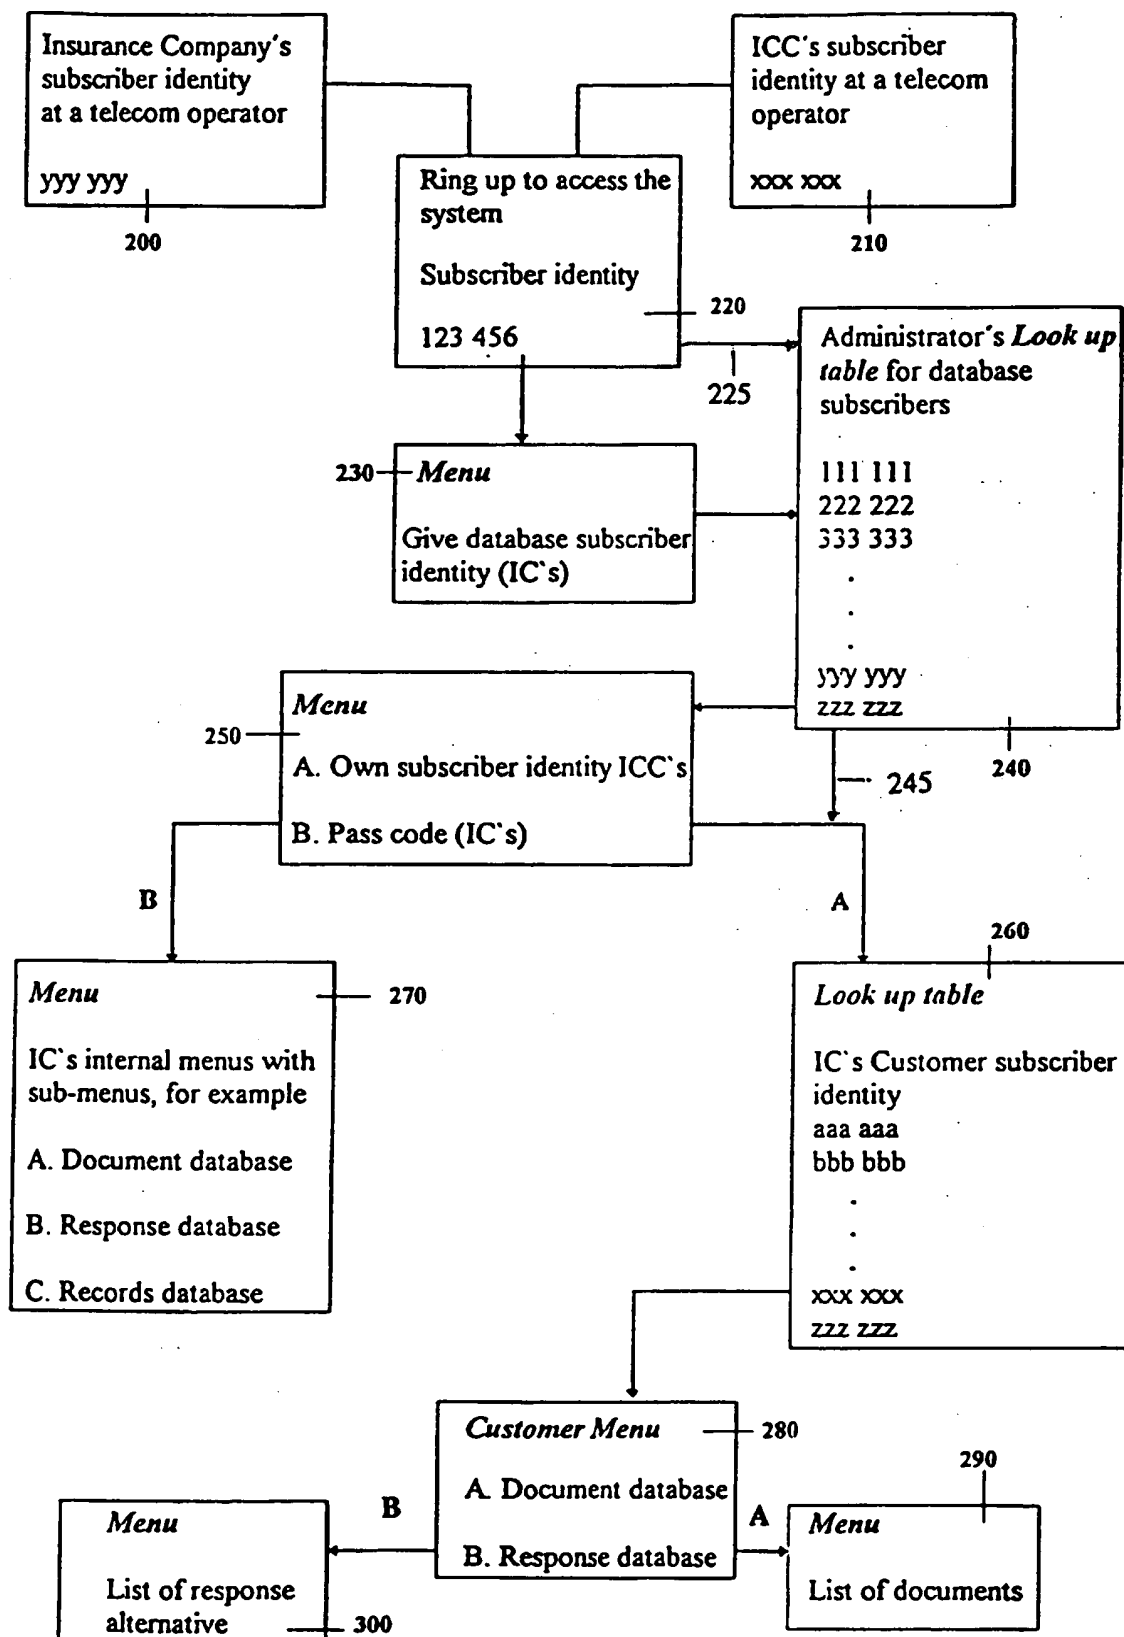 Insurance Company`s
subscriber identity
at a telecom operator
yyy yyy
200
ICC`s subscriber
identity at a telecom
operator
xxx xxx
210
Ring up to access the
system
Subscriber identity
123 456
220
225
Administrator`s Look up
table for database
subscribers
111 111
222 222
333 333
.
.
.
yyy yyy
zzz zzz
240
230
Menu
Give database subscriber
identity (IC`s)
245
250
Menu
A. Own subscriber identity ICC`s
B. Pass code (IC`s)
B
A
260
Menu
270
IC`s internal menus with
sub-menus, for example
A. Document database
B. Response database
C. Records database
Look up table
IC`s Customer subscriber
identity
aaa aaa
bbb bbb
.
.
.
xxx xxx
zzz zzz
Customer Menu
280
A. Document database
B. Response database
B
A
290
Menu
List of documents
Menu
List of response
alternative
300